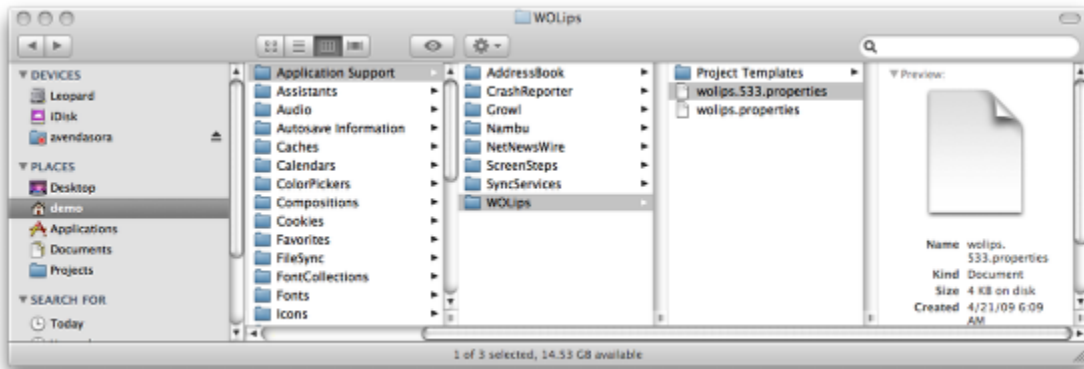 WOLips
DEVICES
Leopard
iDisk
avendasora
PLACES
Desktop
demo
Applications
Documents
Projects
SEARCH FOR
Today
Application Support
Assistants
Audio
Autosave Information
Caches
Calendars
ColorPickers
Compositions
Cookies
Favorites
FileSync
FontCollections
Fonts
Icons
AddressBook
CrashReporter
Growl
Nambu
NetNewsWire
ScreenSteps
SyncServices
WOLips
Project Templates
wolips.533.properties
wolips.properties
Preview:
Name wolips.
533.properties
Kind Document
Size 4 KB on disk
Created 4/21/09 6:09
AM
1 of 3 selected, 14.53 GB available